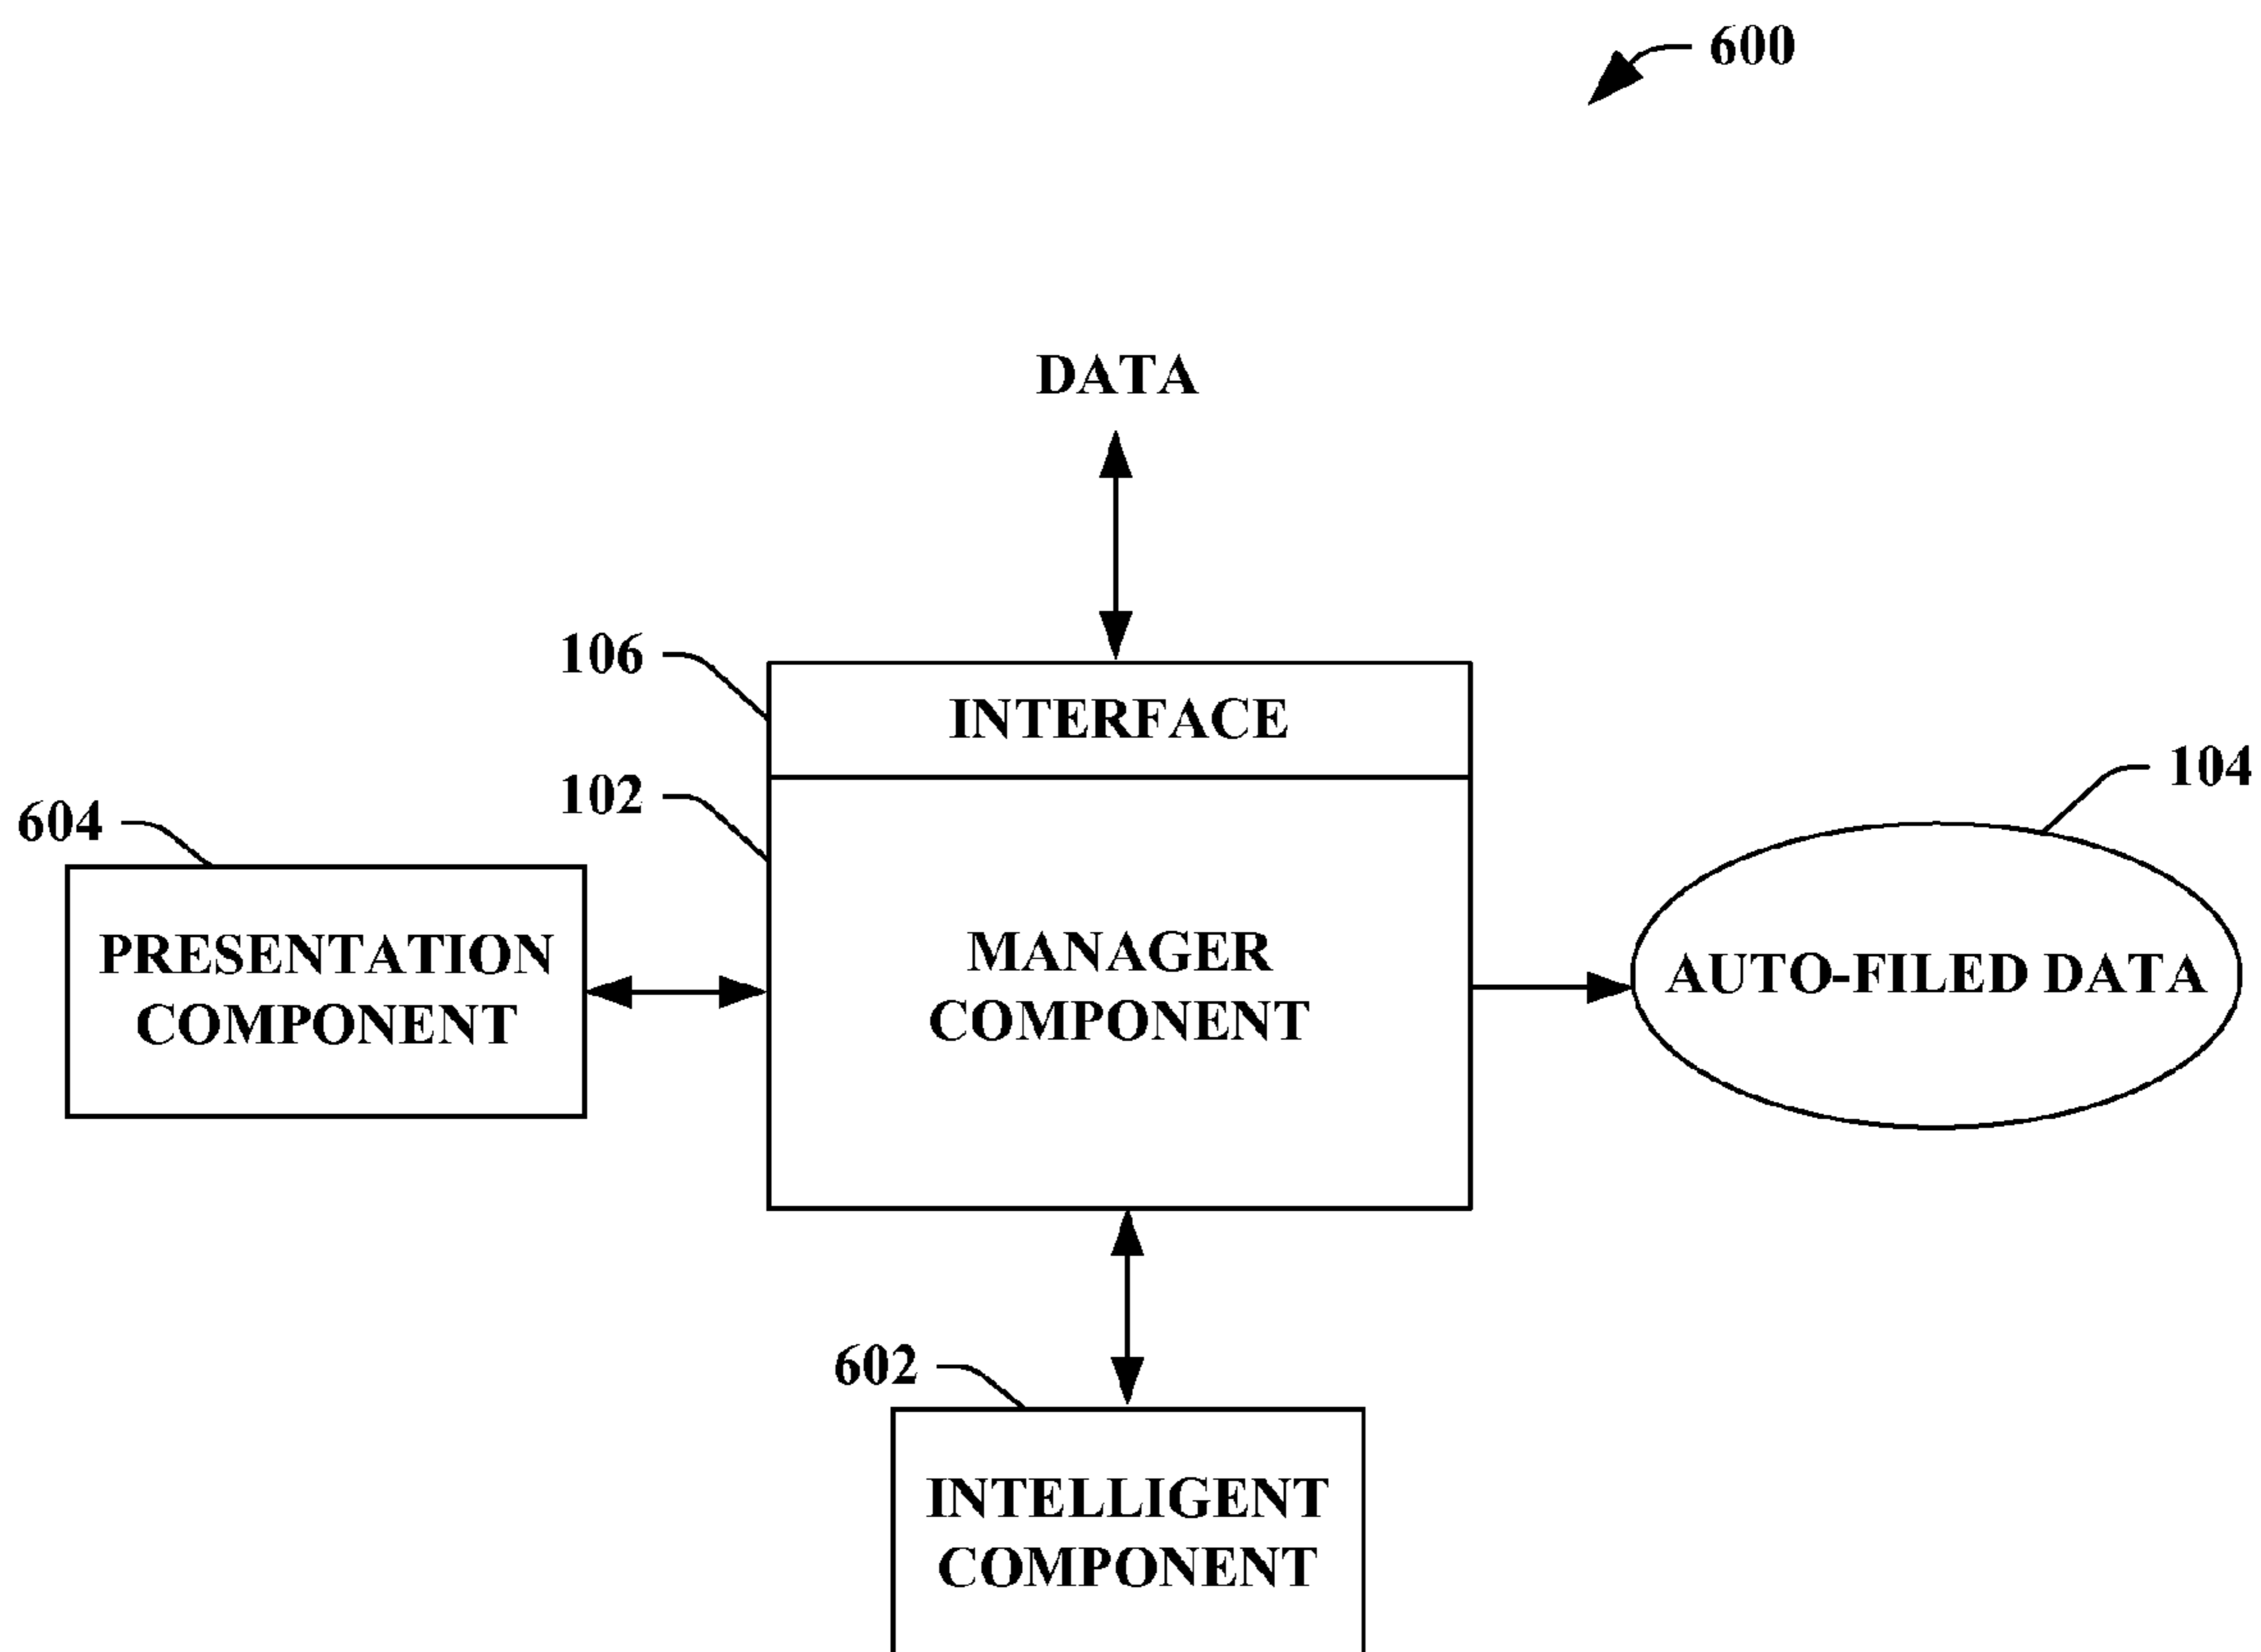 600
DATA
106
INTERFACE
102
104
604
PRESENTATION
COMPONENT
MANAGER
COMPONENT
AUTO-FILED DATA
602
INTELLIGENT
COMPONENT